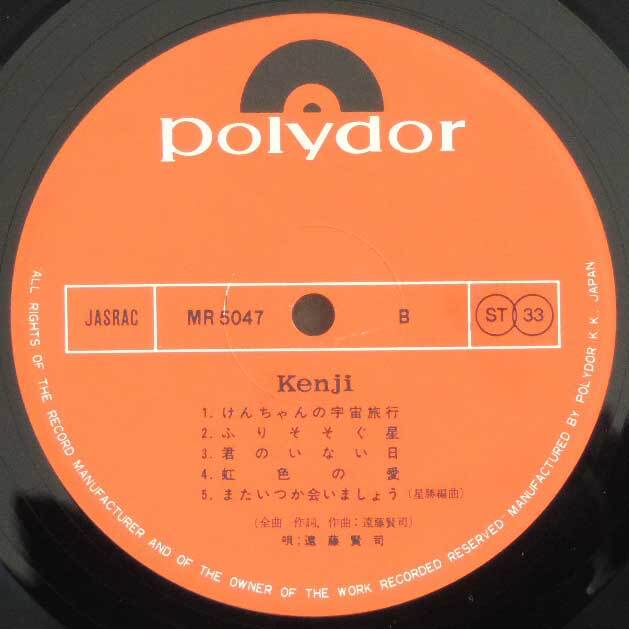 polydor
JASRAC MR 5047 B ST 33
Kenji
1. けんちゃんの宇宙旅行
2. ふりそそぐ星
3. 君のいない日
4. 虹色の愛
5. またいつか会いましょう (星勝編曲)
(全曲 作詞, 作曲:遠藤賢司)
唄:遠藤賢司
ALL RIGHTS OF THE RECORD MANUFACTURER AND OF THE OWNER OF THE WORK RECORDED RESERVED MANUFACTURED BY POLYDOR K.K. JAPAN